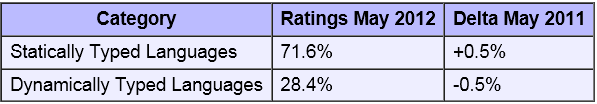 Category Ratings May 2012 Delta May 2011
Statically Typed Languages 71.6% +0.5%
Dynamically Typed Languages 28.4% -0.5%